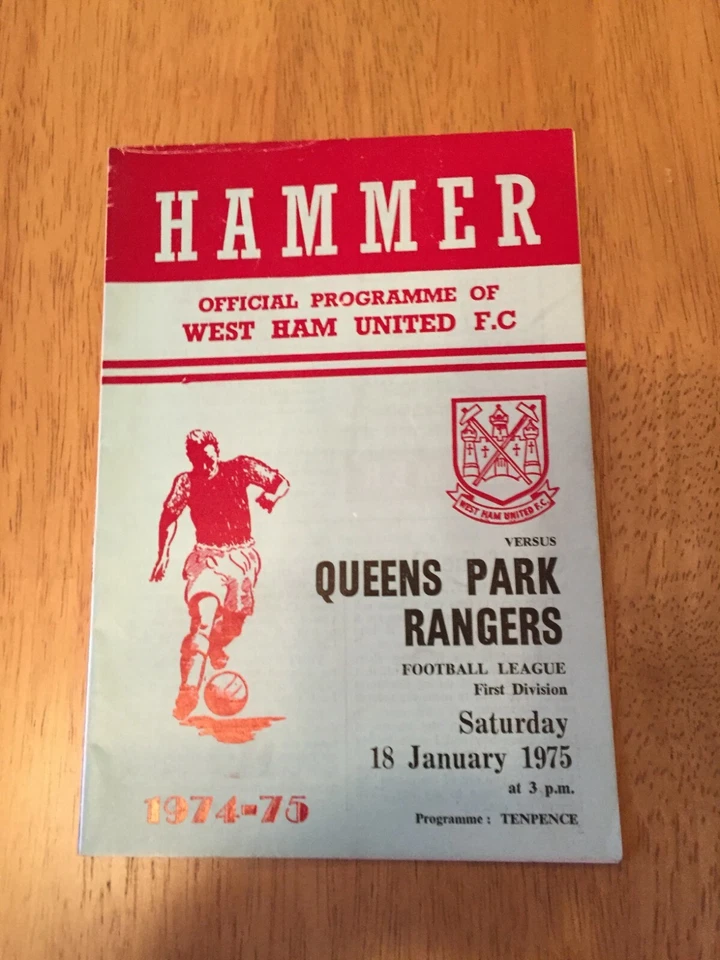 HAMMER
OFFICIAL PROGRAMME OF
WEST HAM UNITED F.C
WEST HAM UNITED F.C.
VERSUS
QUEENS PARK
RANGERS
FOOTBALL LEAGUE
First Division
Saturday
18 January 1975
at 3 p.m.
1974-75
Programme : TENPENCE